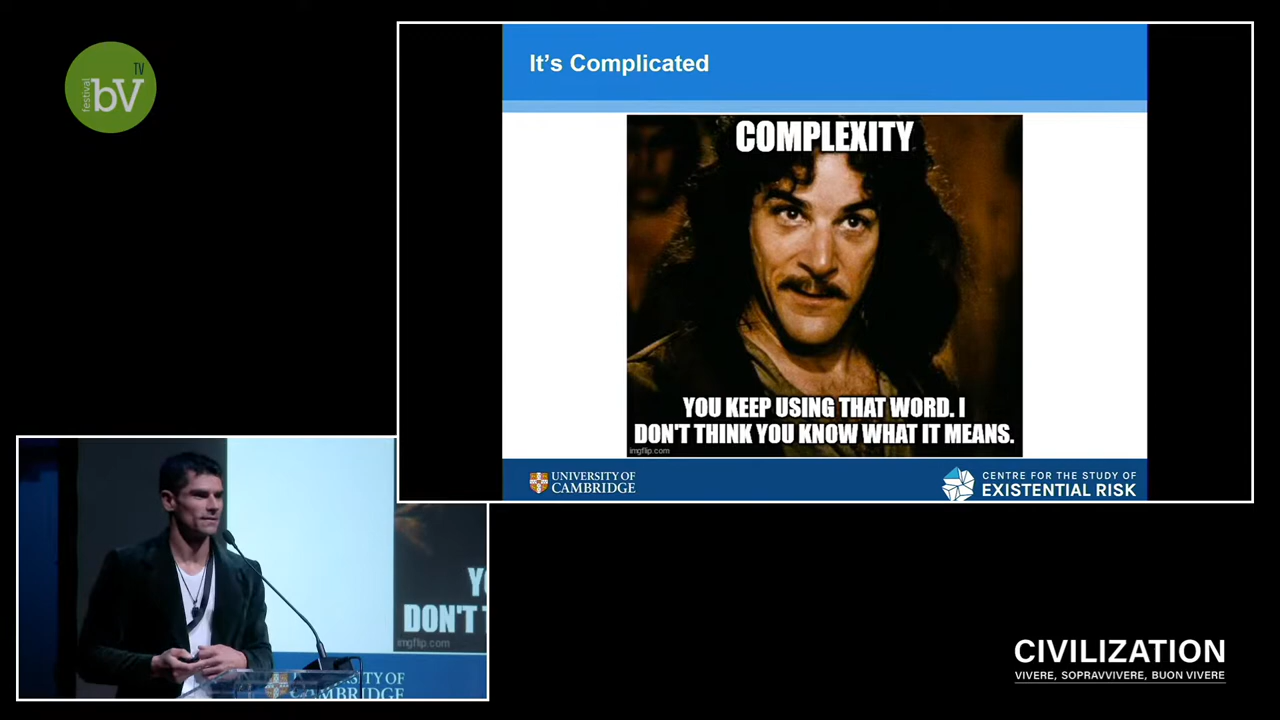 festival
bV
TV
It's Complicated
COMPLEXITY
YOU KEEP USING THAT WORD. I
DON'T THINK YOU KNOW WHAT IT MEANS.
imgflip.com
UNIVERSITY OF
CAMBRIDGE
CENTRE FOR THE STUDY OF
EXISTENTIAL RISK
Y
DON'T
imgflip.com
UNIVERSITY OF
CAMBRIDGE
CIVILIZATION
VIVERE, SOPRAVVIVERE, BUON VIVERE